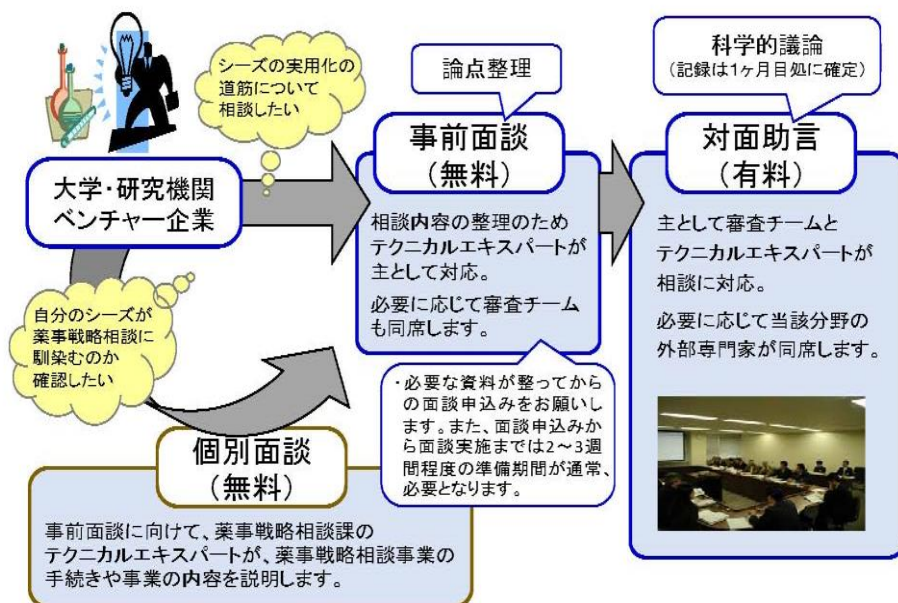 シーズの実用化の
道筋について
相談したい
大学・研究機関
ベンチャー企業
自分のシーズが
薬事戦略相談に
馴染むのか
確認したい
個別面談
(無料)
事前面談に向けて、薬事戦略相談課の
テクニカルエキスパートが、薬事戦略相談事業の
手続きや事業の内容を説明します。
論点整理
事前面談
(無料)
相談内容の整理のため
テクニカルエキスパートが
主として対応。
必要に応じて審査チーム
も同席します。
・必要な資料が整ってから
の面談申込みをお願いし
ます。また、面談申込みから
面談実施までは2～3週
間程度の準備期間が通常、
必要となります。
科学的議論
(記録は1ヶ月目処に確定)
対面助言
(有料)
主として審査チームと
テクニカルエキスパートが
相談に対応。
必要に応じて当該分野の
外部専門家が同席します。